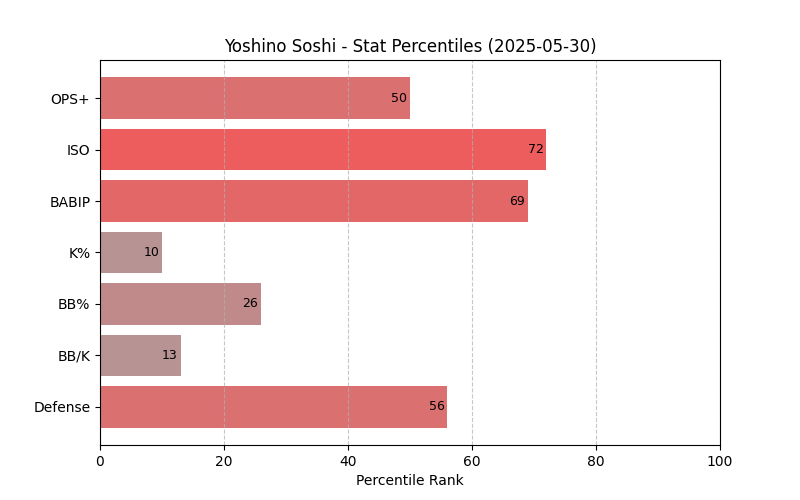 Yoshino Soshi - Stat Percentiles (2025-05-30)
OPS+ 50
ISO 72
BABIP 69
K% 10
BB% 26
BB/K 13
Defense 56
0 20 40 60 80 100
Percentile Rank